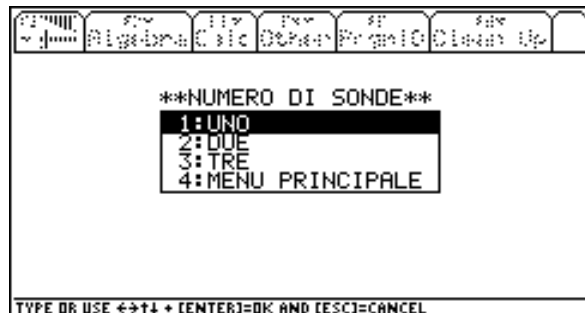 Algebra Calc Other PrgmIO Clean Up
**NUMERO DI SONDE**
1:UNO
2:DUE
3:TRE
4:MENU PRINCIPALE
TYPE OR USE ←→↑↓ + [ENTER]=OK AND [ESC]=CANCEL